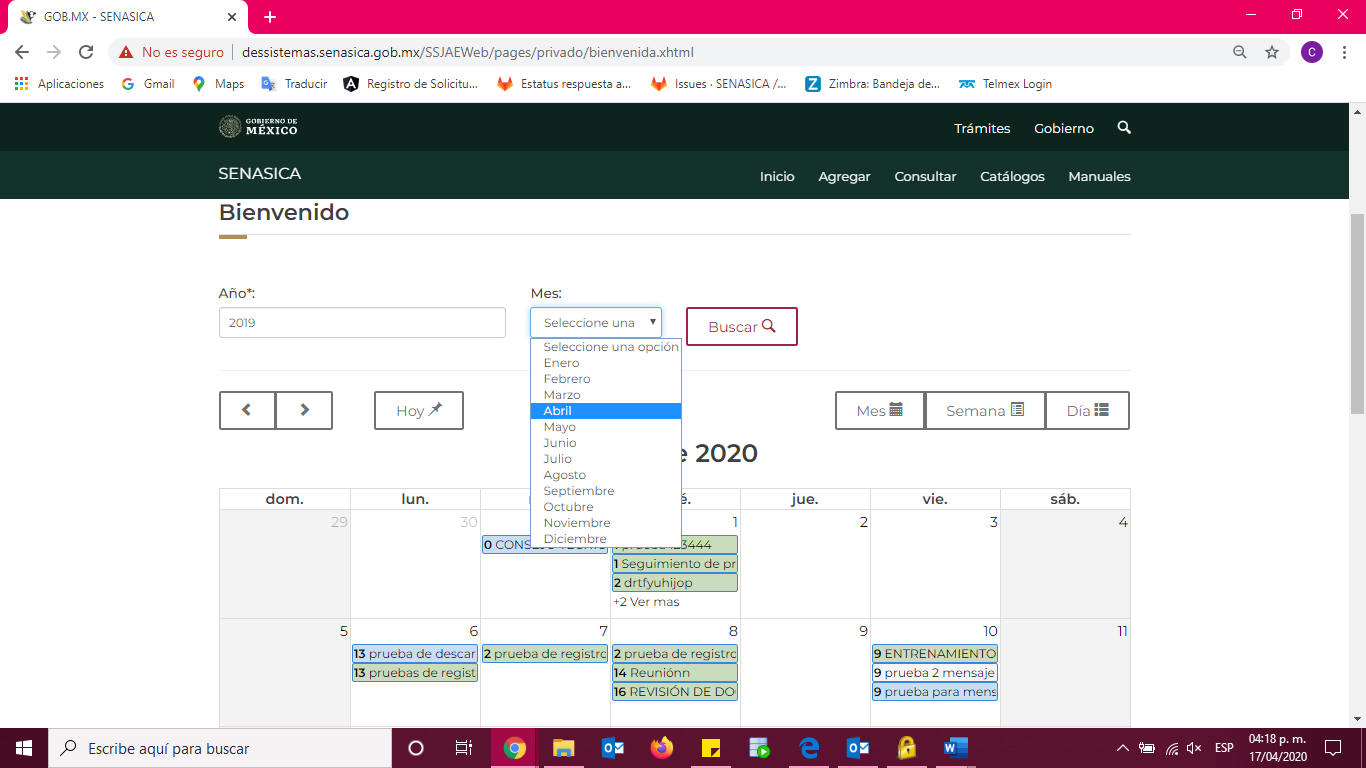 GOB.MX - SENASICA
No es seguro dessistemas.senasica.gob.mx/SSJAEWeb/pages/privado/bienvenida.xhtml
C
Aplicaciones Gmail Maps Traducir Registro de Solicitu... Estatus respuesta a... Issues · SENASICA /... Zimbra: Bandeja de... Telmex Login
GOBIERNO DE MÉXICO Trámites Gobierno
SENASICA Inicio Agregar Consultar Catálogos Manuales
Bienvenido
Año*: Mes:
2019 Seleccione una Buscar
Seleccione una opción
Enero
Febrero
Marzo
Abril
Mayo
Junio
Julio
Agosto
Septiembre
Octubre
Noviembre
Diciembre
Hoy Mes Semana Día
2020
dom. lun. jue. vie. sáb.
29 30 1 2 3 4
1 Seguimiento de pr
2 drtfyuhijop
+2 Ver mas
5 6 7 8 9 10 11
13 prueba de descar 2 prueba de registro 2 prueba de registro 9 ENTRENAMIENTO
13 pruebas de regist 14 Reuniónn 9 prueba 2 mensaje
16 REVISIÓN DE DO 9 prueba para mens
Escribe aquí para buscar ESP 04:18 p. m.
17/04/2020